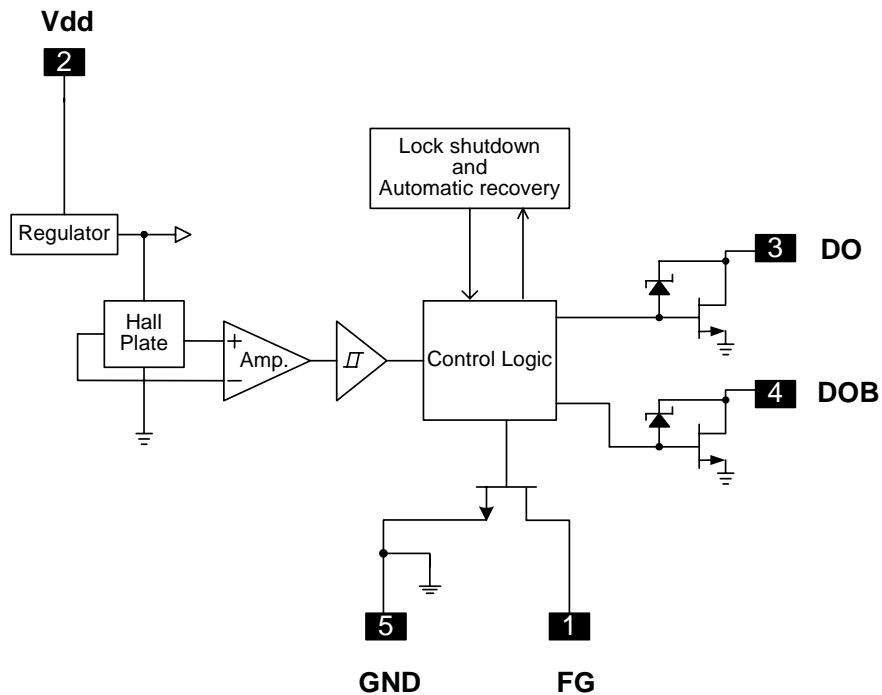 Vdd
2
Lock shutdown
and
Automatic recovery
Regulator
3 DO
Hall
Plate
+
Amp.
−
Control Logic
4 DOB
5
1
GND
FG